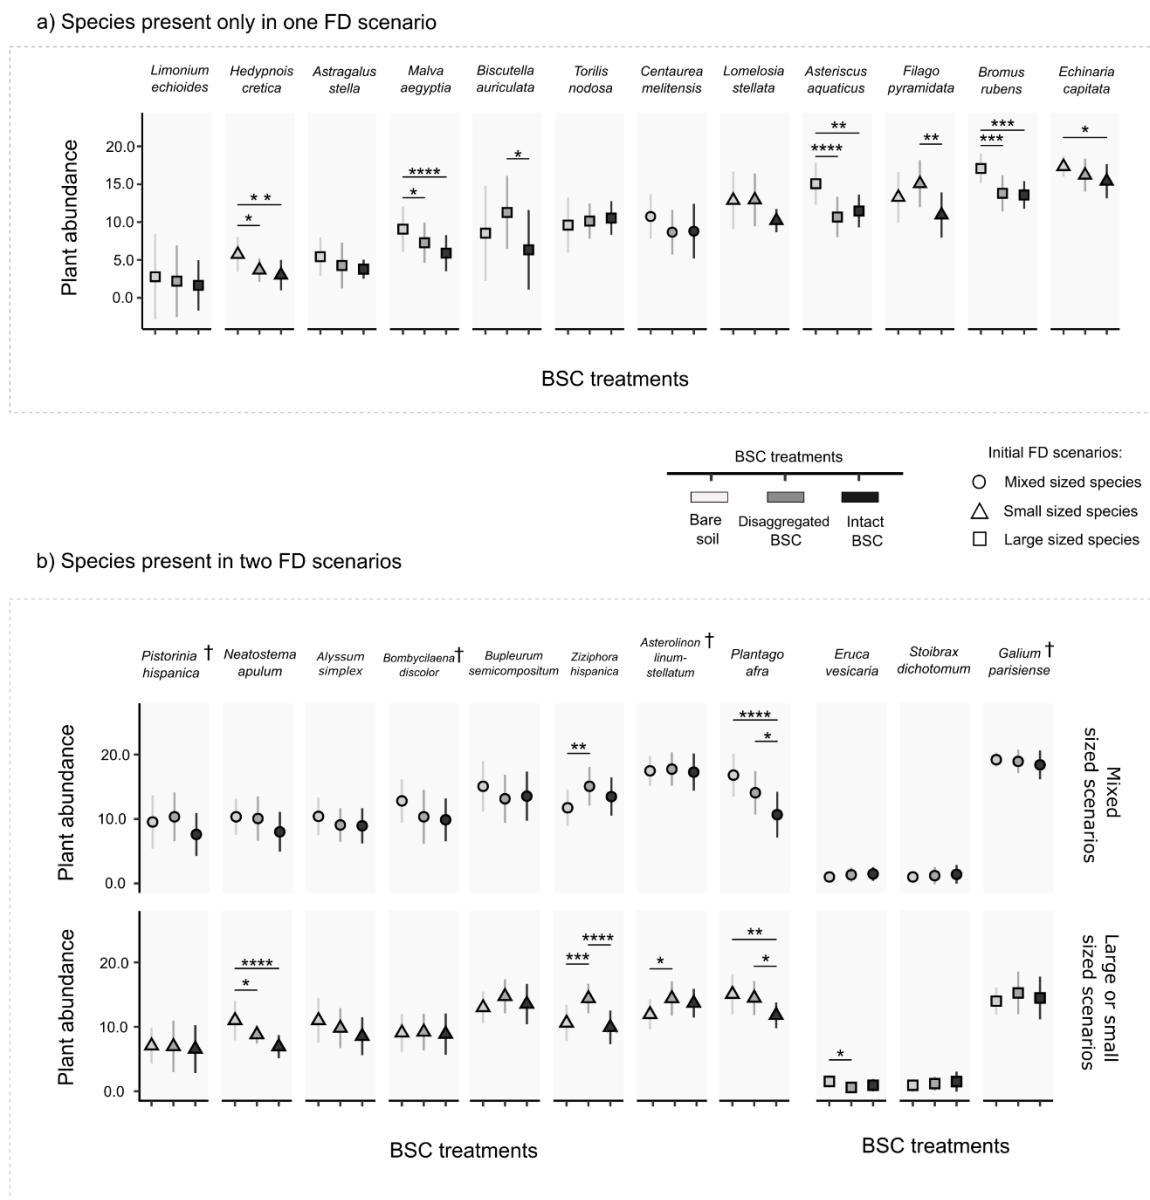 a) Species present only in one FD scenario
Limonium Hedypnois Astragalus Malva Biscutella Torilis Centaurea Lomelosia Asteriscus Filago Bromus Echinaria
echioides cretica stella aegyptia auriculata nodosa melitensis stellata aquaticus pyramidata rubens capitata
Plant abundance
20.0
15.0
10.0
5.0
0.0
* *
*
****
*
*
**
****
**
***
***
*
BSC treatments
BSC treatments
Bare soil
Disaggregated BSC
Intact BSC
Initial FD scenarios:
Mixed sized species
Small sized species
Large sized species
b) Species present in two FD scenarios
Pistorinia hispanica †
Neatostema apulum
Alyssum simplex
Bombycilaena discolor †
Bupleurum semicompositum
Ziziphora hispanica
Asterolinon linum-stellatum †
Plantago afra
Eruca vesicaria
Stoibrax dichotomum
Galium parisiense †
Plant abundance
20.0
10.0
0.0
**
****
*
Mixed sized scenarios
Plant abundance
20.0
10.0
0.0
****
*
****
***
*
**
*
*
Large or small sized scenarios
BSC treatments
BSC treatments